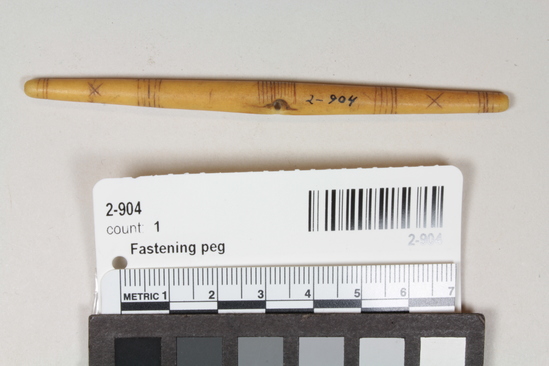 2-904
2-904
count: 1
Fastening peg
2-904
METRIC 1 2 3 4 5 6 7